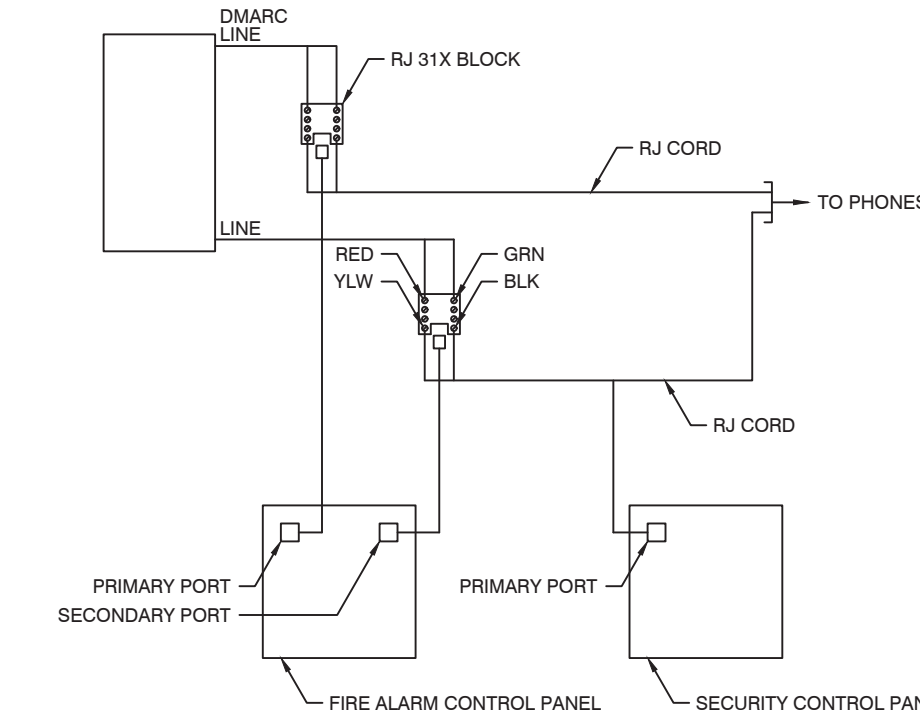 DMARC
LINE
RJ 31X BLOCK
RJ CORD
TO PHONES
LINE
RED
GRN
YLW
BLK
RJ CORD
PRIMARY PORT
PRIMARY PORT
SECONDARY PORT
FIRE ALARM CONTROL PANEL
SECURITY CONTROL PAN